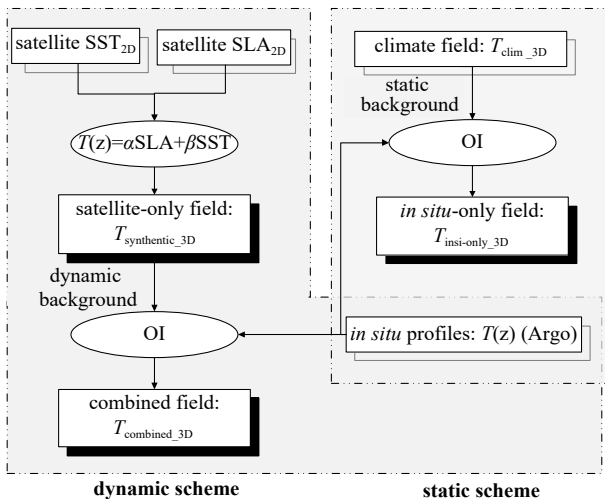 satellite SST2D
satellite SLA2D
T(z)=αSLA+βSST
satellite-only field:
Tsynthentic_3D
dynamic
background
OI
combined field:
Tcombined_3D
dynamic scheme
climate field: Tclim_3D
static
background
OI
in situ-only field:
Tinsi-only_3D
in situ profiles: T(z) (Argo)
static scheme